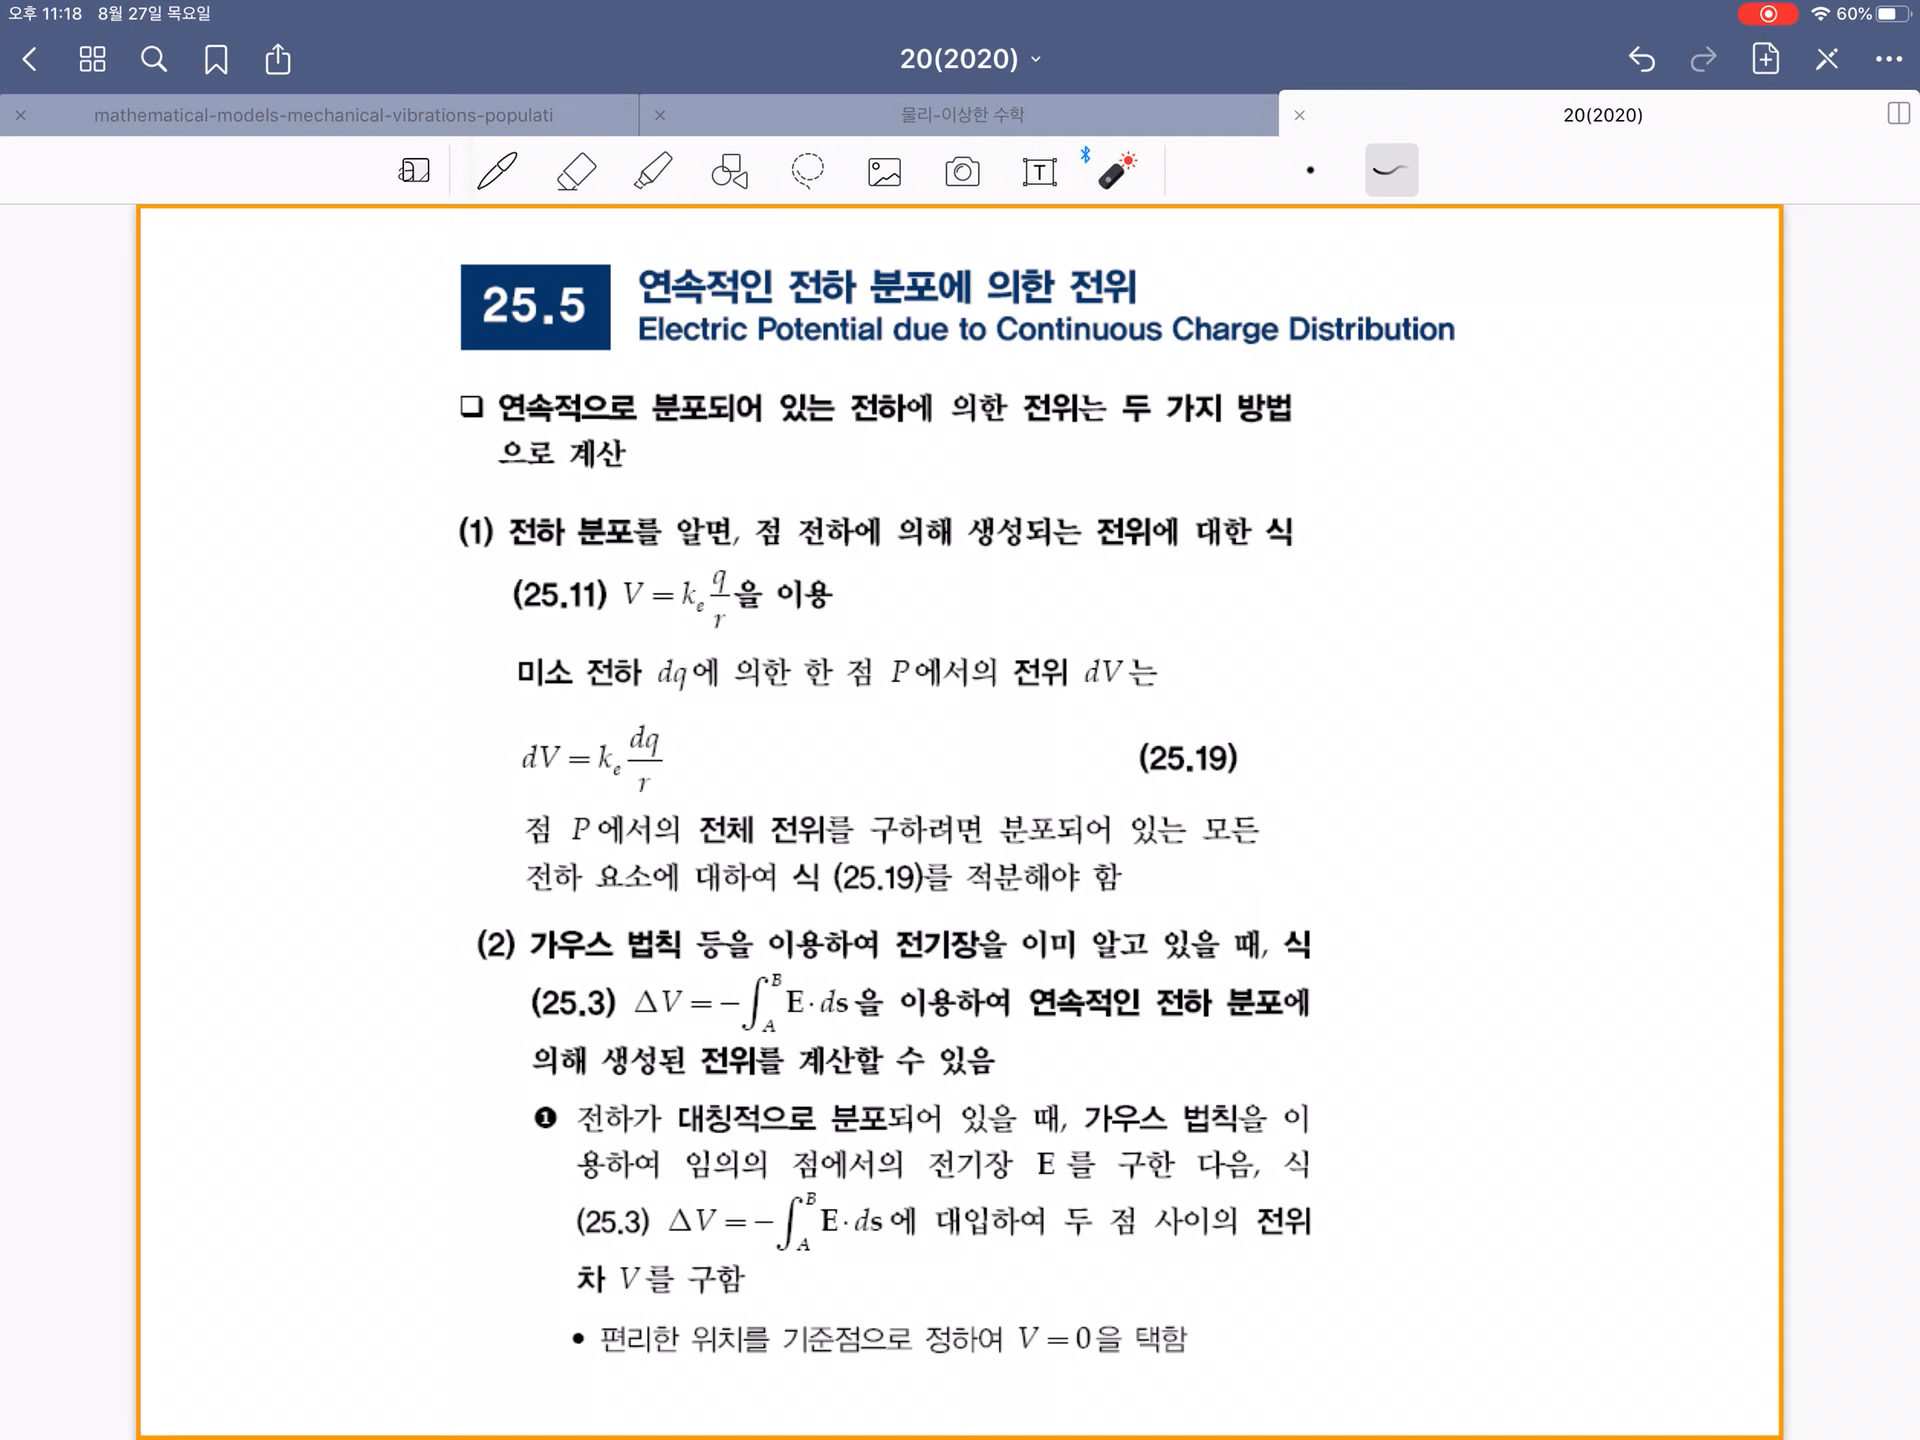 오후 11:18 8월 27일 목요일
60%
20(2020)
mathematical-models-mechanical-vibrations-populati
물리-이상한 수학
20(2020)
25.5
연속적인 전하 분포에 의한 전위
Electric Potential due to Continuous Charge Distribution
❑ 연속적으로 분포되어 있는 전하에 의한 전위는 두 가지 방법
으로 계산
(1) 전하 분포를 알면, 점 전하에 의해 생성되는 전위에 대한 식
(25.11) V = kₑ q/r 을 이용
미소 전하 dq에 의한 한 점 P에서의 전위 dV는
dV = kₑ dq/r (25.19)
점 P에서의 전체 전위를 구하려면 분포되어 있는 모든
전하 요소에 대하여 식 (25.19)를 적분해야 함
(2) 가우스 법칙 등을 이용하여 전기장을 이미 알고 있을 때, 식
(25.3) ΔV = −∫_A^B E · ds을 이용하여 연속적인 전하 분포에
의해 생성된 전위를 계산할 수 있음
❶ 전하가 대칭적으로 분포되어 있을 때, 가우스 법칙을 이
용하여 임의의 점에서의 전기장 E를 구한 다음, 식
(25.3) ΔV = −∫_A^B E · ds에 대입하여 두 점 사이의 전위
차 V를 구함
• 편리한 위치를 기준점으로 정하여 V = 0을 택함